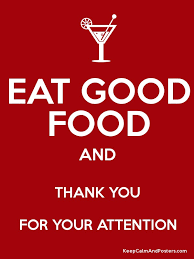 EAT GOOD
FOOD
AND
THANK YOU
FOR YOUR ATTENTION
KeepCalmAndPosters.com